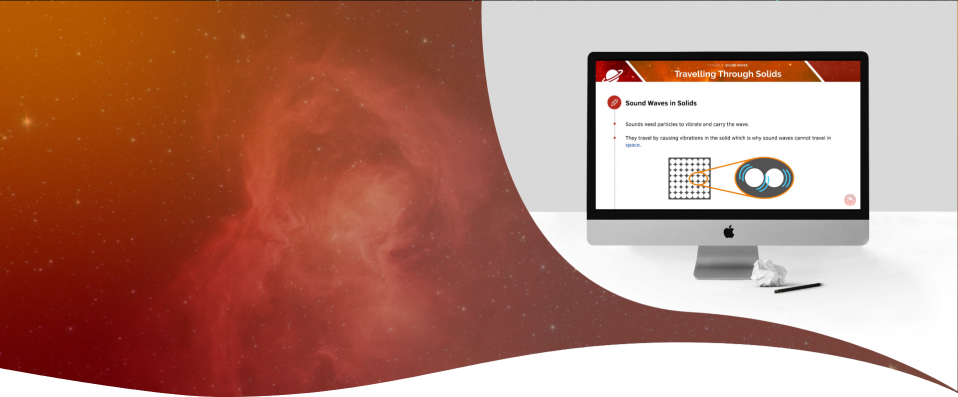 Travelling Through Solids
Sound Waves in Solids
Sounds need particles to vibrate and carry the wave.
They travel by causing vibrations in the solid which is why sound waves cannot travel in
space.